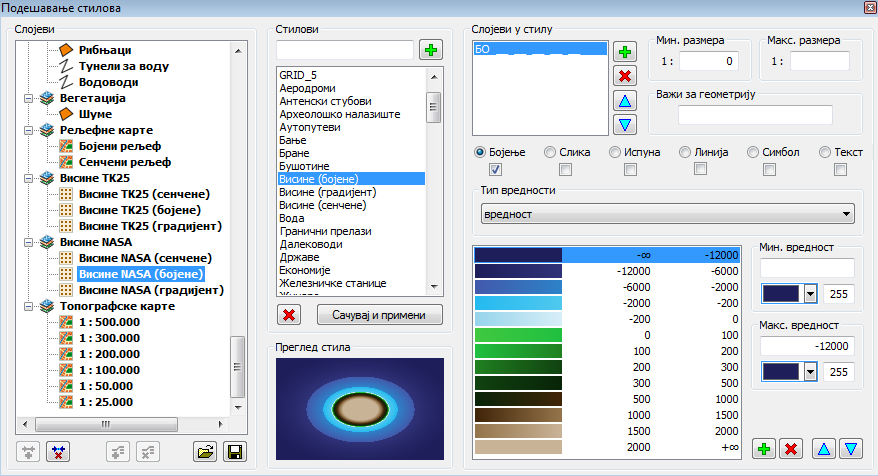 Подешавање стилова
Слојеви
Рибњаци
Тунели за воду
Водоводи
Вегетација
Шуме
Рељефне карте
Бојени рељеф
Сенчени рељеф
Висине ТК25
Висине ТК25 (сенчене)
Висине ТК25 (бојене)
Висине ТК25 (градијент)
Висине NASA
Висине NASA (сенчене)
Висине NASA (бојене)
Висине NASA (градијент)
Топографске карте
1 : 500.000
1 : 300.000
1 : 200.000
1 : 100.000
1 : 50.000
1 : 25.000
Стилови
GRID_5
Аеродроми
Антенски стубови
Археолошко налазиште
Аутопутеви
Бање
Бране
Бушотине
Висине (бојене)
Висине (градијент)
Висине (сенчене)
Вода
Гранични прелази
Далеководи
Државе
Економије
Железничке станице
Сачувај и примени
Преглед стила
Слојеви у стилу
БО
Мин. размера
1 : 0
Макс. размера
1 :
Важи за геометрију
Бојење Слика Испуна Линија Симбол Текст
Тип вредности
вредност
-∞ -12000
-12000 -6000
-6000 -2000
-2000 -200
-200 0
0 100
100 200
200 300
300 500
500 1000
1000 1500
1500 2000
2000 +∞
Мин. вредност
255
Макс. вредност
-12000
255